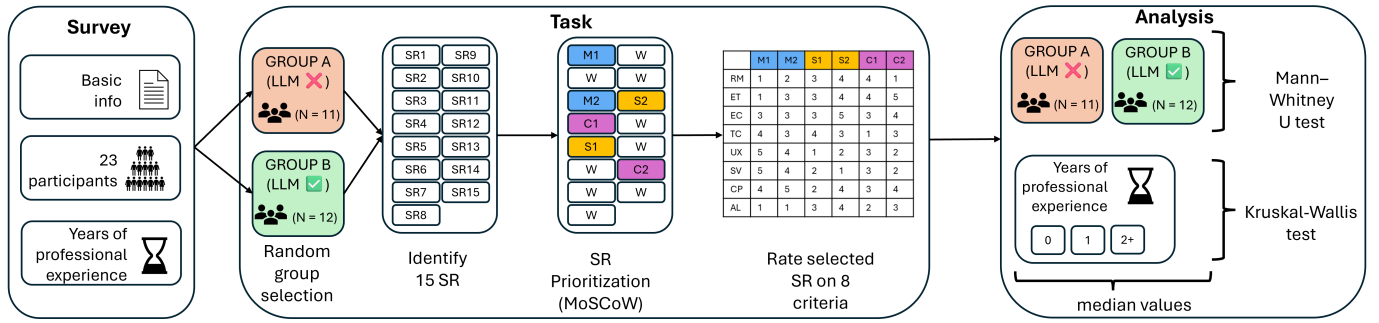 Survey
Basic
info
23
participants
Years of
professional
experience
Task
GROUP A
(LLM ❌)
(N = 11)
GROUP B
(LLM ✅)
(N = 12)
Random
group
selection
SR1 SR9
SR2 SR10
SR3 SR11
SR4 SR12
SR5 SR13
SR6 SR14
SR7 SR15
SR8
Identify
15 SR
M1 W
W W
M2 S2
C1 W
S1 W
W C2
W W
W
SR
Prioritization
(MoSCoW)
M1 M2 S1 S2 C1 C2
RM 1 2 3 4 4 1
ET 1 3 3 4 4 5
EC 3 3 3 5 3 4
TC 4 3 4 3 1 3
UX 5 4 1 2 3 2
SV 5 4 2 1 3 2
CP 4 5 2 4 3 4
AL 1 1 3 4 2 3
Rate selected
SR on 8
criteria
Analysis
GROUP A
(LLM ❌)
(N = 11)
GROUP B
(LLM ✅)
(N = 12)
Mann–
Whitney
U test
Years of
professional
experience
0 1 2+
Kruskal-Wallis
test
median values